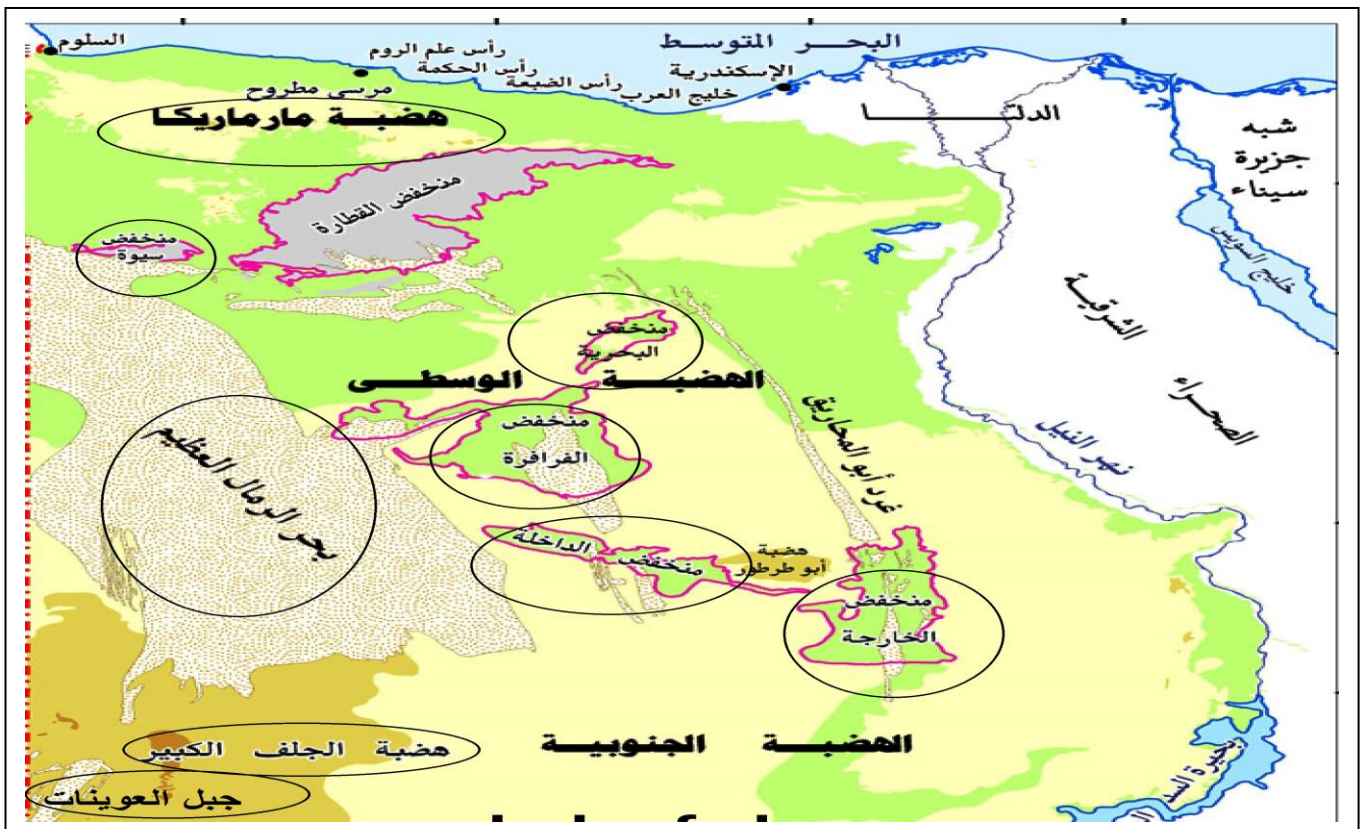 البحر المتوسط
السلوم
رأس علم الروم
رأس الحكمة
رأس الضبعة
الإسكندرية
خليج العرب
مرسى مطروح
هضبة مارماريكا
الدلتا
شبه
جزيرة
سيناء
منخفض القطارة
منخفض
سيوة
خليج السويس
الشرقية
الصحراء
منخفض
البحرية
الهضبة الوسطى
غرد أبو المحاريق
نهر النيل
منخفض
الفرافرة
بحر الرمال العظيم
منخفض الداخلة
هضبة
أبو طرطور
منخفض
الخارجة
هضبة الجلف الكبير
الهضبة الجنوبية
جبل العوينات
بحيرة السد